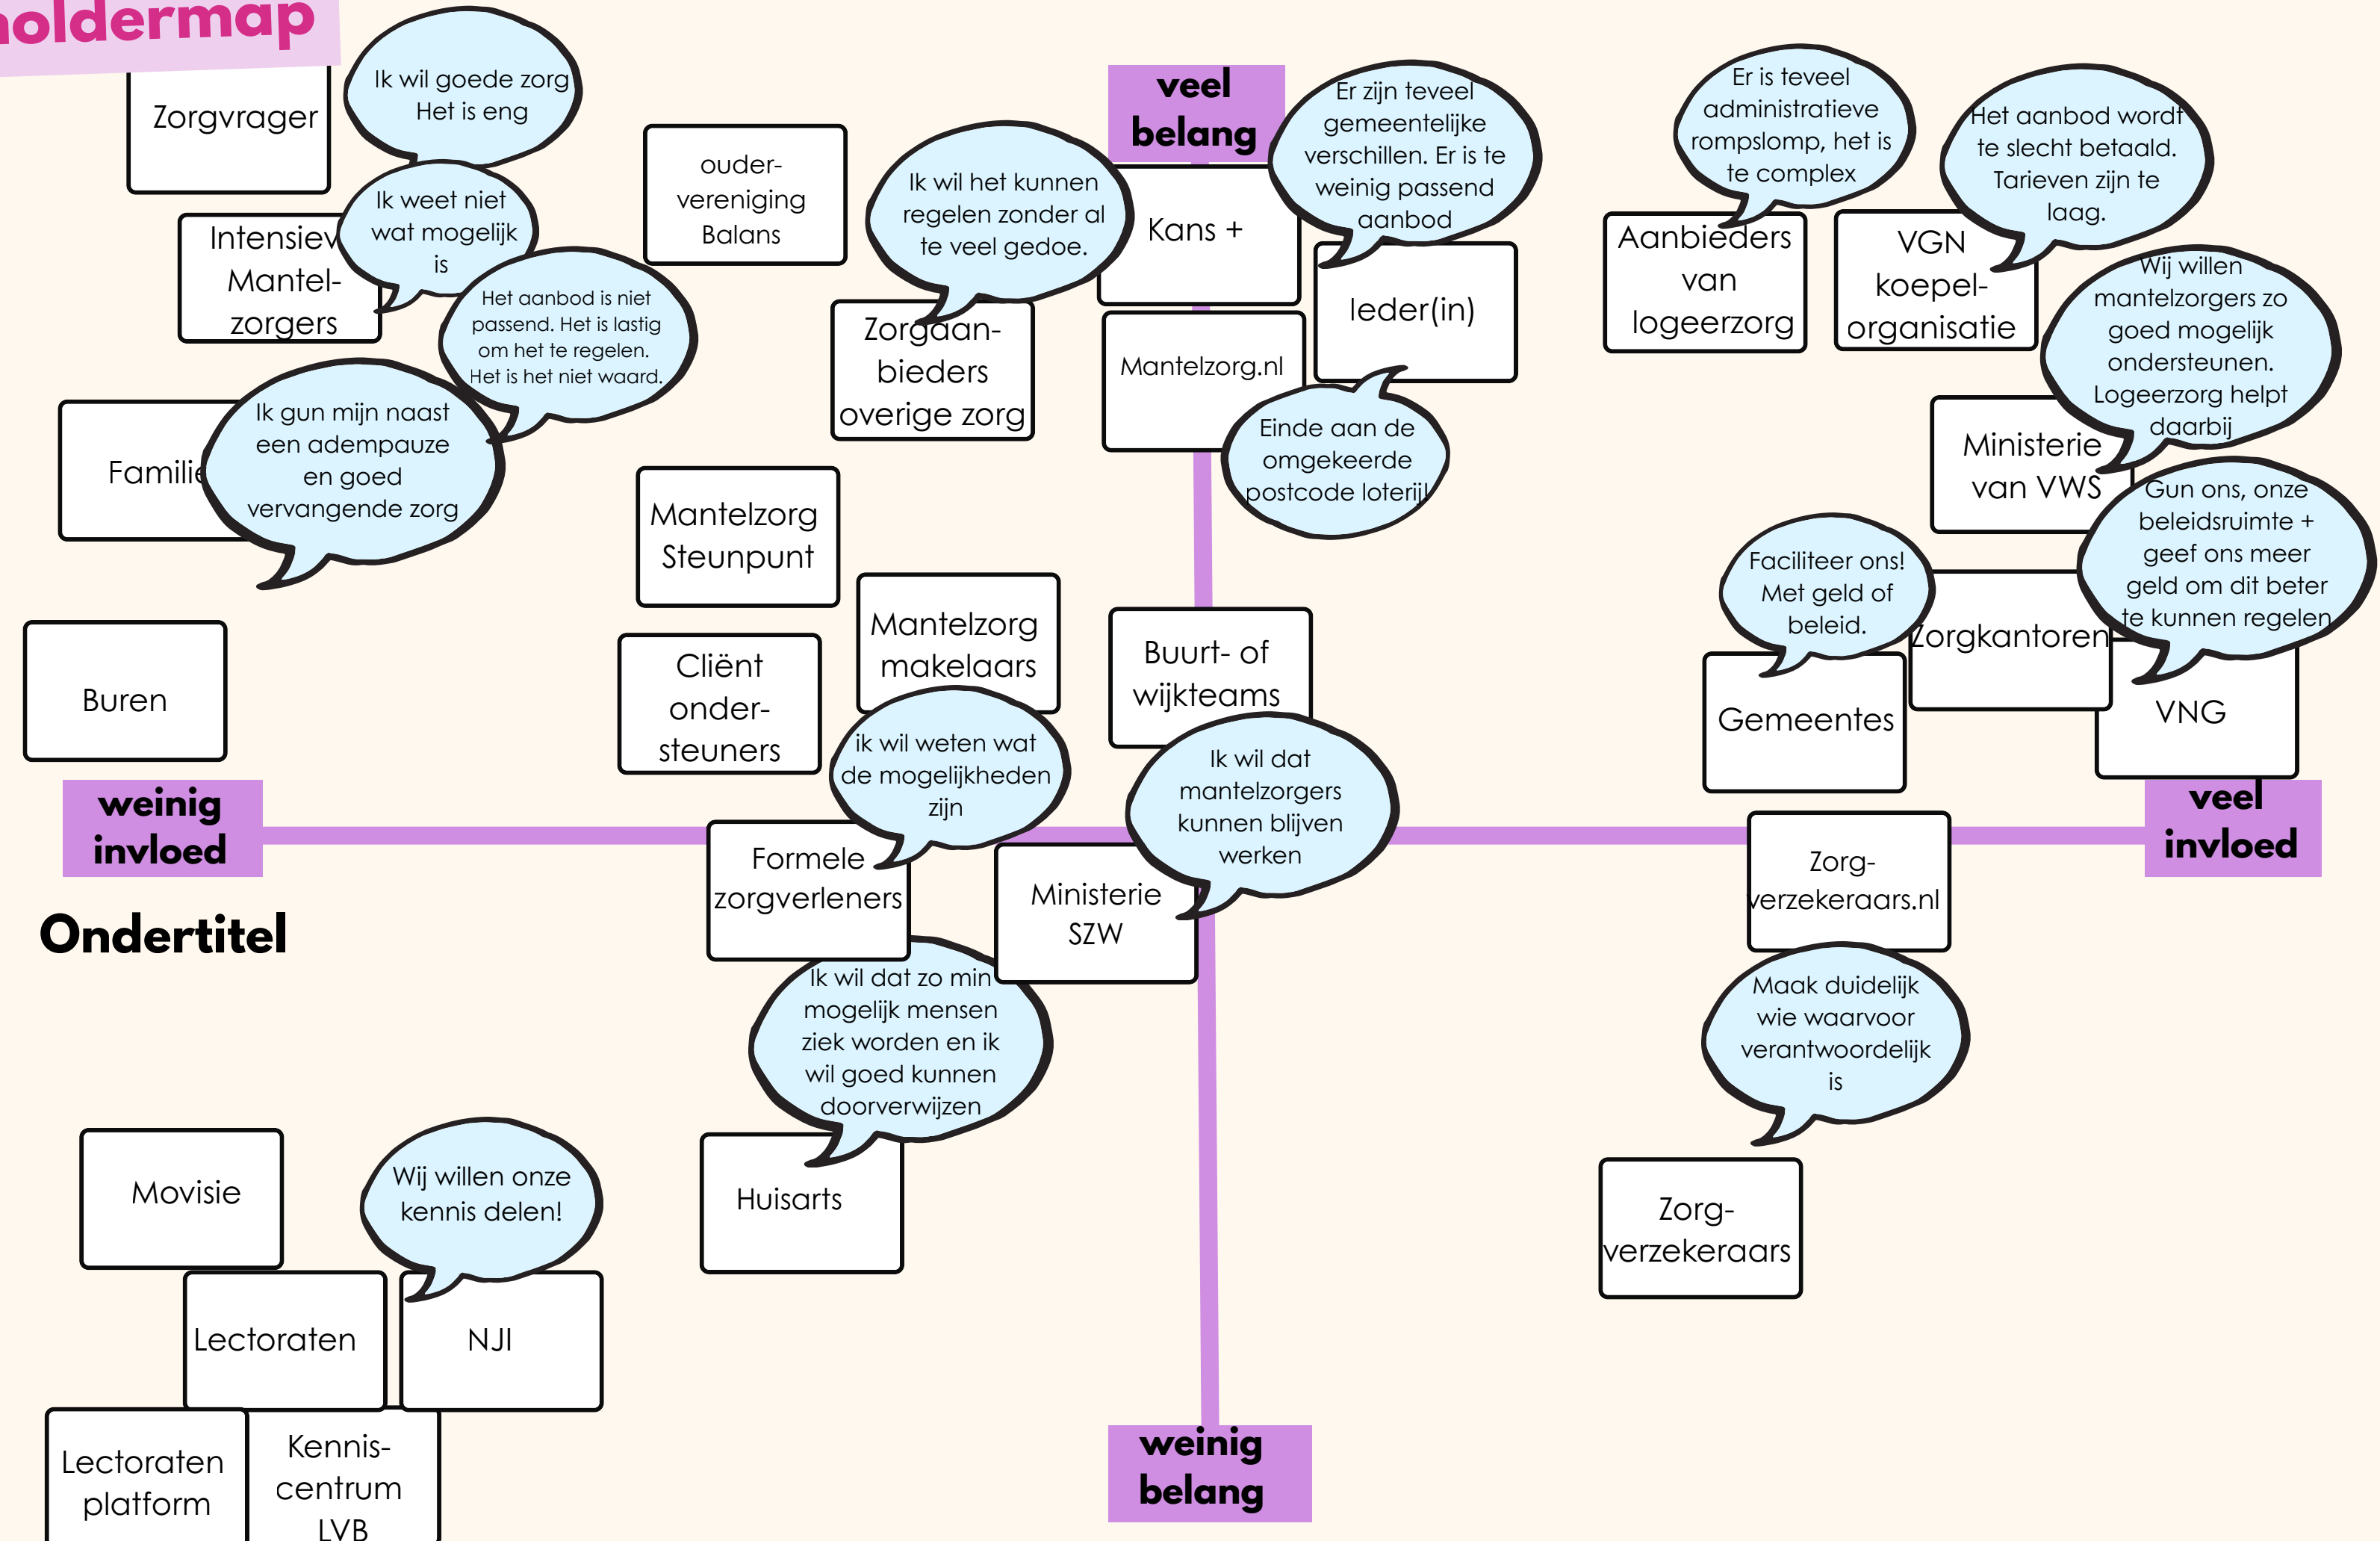 holdermap
Zorgvrager
Ik wil goede zorg
Het is eng
Intensiev
Mantel-
zorgers
Ik weet niet
wat mogelijk
is
Het aanbod is niet
passend. Het is lastig
om het te regelen.
Het is het niet waard.
Familie
Ik gun mijn naast
een adempauze
en goed
vervangende zorg
Buren
ouder-
vereniging
Balans
Ik wil het kunnen
regelen zonder al
te veel gedoe.
Zorgaan-
bieders
overige zorg
veel
belang
Kans +
Mantelzorg.nl
Er zijn teveel
gemeentelijke
verschillen. Er is te
weinig passend
aanbod
Ieder(in)
Einde aan de
omgekeerde
postcode loterij!
Er is teveel
administratieve
rompslomp, het is
te complex
Aanbieders
van
logeerzorg
Het aanbod wordt
te slecht betaald.
Tarieven zijn te
laag.
VGN
koepel-
organisatie
Wij willen
mantelzorgers zo
goed mogelijk
ondersteunen.
Logeerzorg helpt
daarbij
Ministerie
van VWS
Gun ons, onze
beleidsruimte +
geef ons meer
geld om dit beter
te kunnen regelen
Faciliteer ons!
Met geld of
beleid.
Zorgkantoren
Gemeentes
VNG
Mantelzorg
Steunpunt
Mantelzorg
makelaars
Cliënt
onder-
steuners
Buurt- of
wijkteams
ik wil weten wat
de mogelijkheden
zijn
Ik wil dat
mantelzorgers
kunnen blijven
werken
weinig
invloed
veel
invloed
Formele
zorgverleners
Ministerie
SZW
Zorg-
verzekeraars.nl
Ondertitel
Ik wil dat zo min
mogelijk mensen
ziek worden en ik
wil goed kunnen
doorverwijzen
Huisarts
Maak duidelijk
wie waarvoor
verantwoordelijk
is
Zorg-
verzekeraars
Movisie
Wij willen onze
kennis delen!
Lectoraten
NJI
Lectoraten
platform
Kennis-
centrum
LVB
weinig
belang